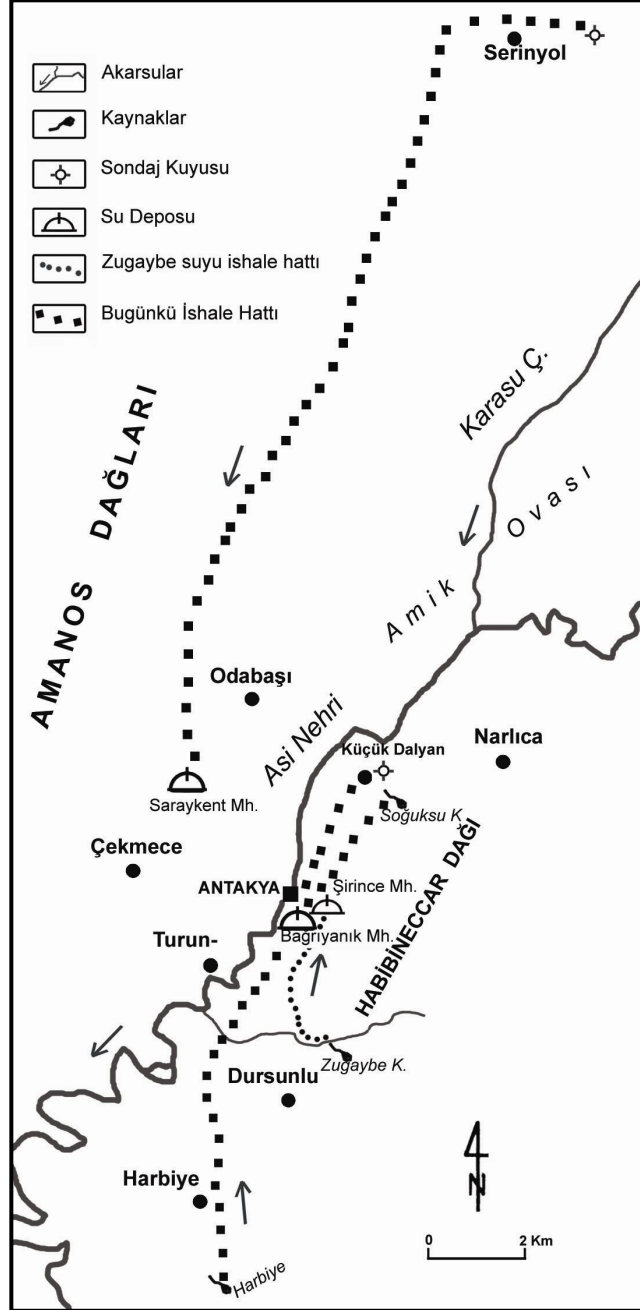 Serinyol
Akarsular
Kaynaklar
Sondaj Kuyusu
Su Deposu
Zugaybe suyu ishale hattı
Bugünkü İshale Hattı
Karasu Ç.
AMANOS DAĞLARI
Amik Ovası
Odabaşı
Asi Nehri
Küçük Dalyan
Narlıca
Saraykent Mh.
Soğuksu K
Çekmece
HABİBİNECCAR DAĞI
ANTAKYA
Şirince Mh.
Bağrıyanık Mh.
Turun-
Zugaybe K.
Dursunlu
Harbiye
N
0 2 Km
Harbiye